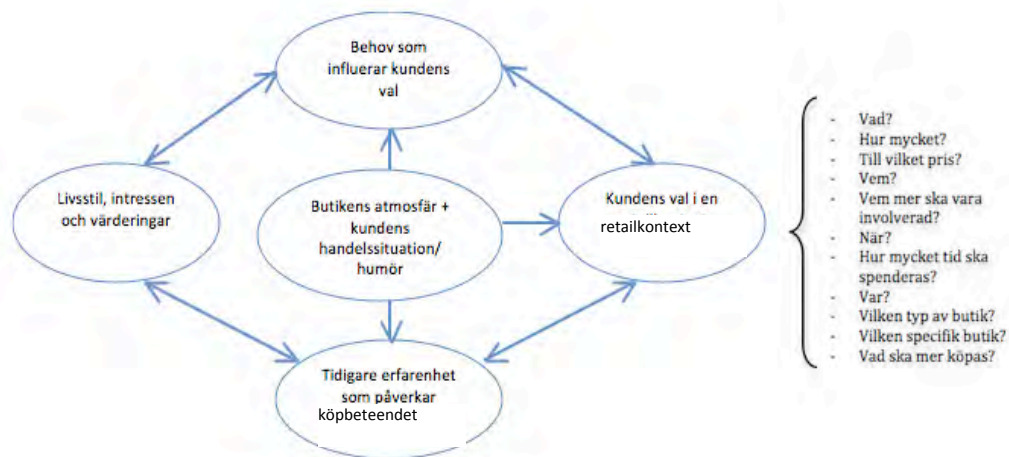 Behov som
influerar kundens
val
Livsstil, intressen
och värderingar
Butikens atmosfär +
kundens
handelssituation/
humör
Kundens val i en
retailkontext
Tidigare erfarenhet
som påverkar
köpbeteendet
- Vad?
- Hur mycket?
- Till vilket pris?
- Vem?
- Vem mer ska vara
involverad?
- När?
- Hur mycket tid ska
spenderas?
- Var?
- Vilken typ av butik?
- Vilken specifik butik?
- Vad ska mer köpas?